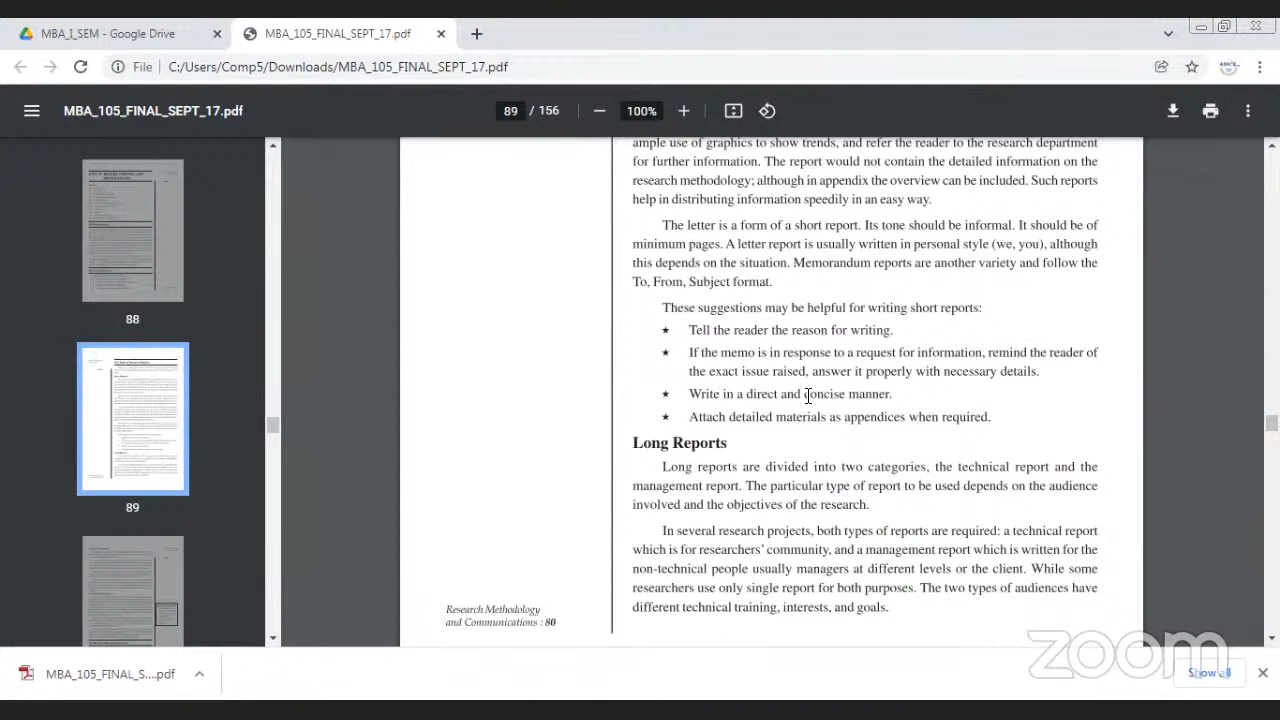 MBA_I_SEM - Google Drive
MBA_105_FINAL_SEPT_17.pdf
File
C:/Users/Comp5/Downloads/MBA_105_FINAL_SEPT_17.pdf
MBA_105_FINAL_SEPT_17.pdf
89 / 156
100%
ample use of graphics to show trends, and refer the reader to the research department
for further information. The report would not contain the detailed information on the
research methodology; although in appendix the overview can be included. Such reports
help in distributing information speedily in an easy way.
The letter is a form of a short report. Its tone should be informal. It should be of
minimum pages. A letter report is usually written in personal style (we, you), although
this depends on the situation. Memorandum reports are another variety and follow the
To, From, Subject format.
These suggestions may be helpful for writing short reports:
★ Tell the reader the reason for writing.
★ If the memo is in response to a request for information, remind the reader of
the exact issue raised, answer it properly with necessary details.
★ Write in a direct and concise manner.
★ Attach detailed materials as appendices when required.
Long Reports
Long reports are divided into two categories, the technical report and the
management report. The particular type of report to be used depends on the audience
involved and the objectives of the research.
In several research projects, both types of reports are required: a technical report
which is for researchers' community, and a management report which is written for the
non-technical people usually managers at different levels or the client. While some
researchers use only single report for both purposes. The two types of audiences have
different technical training, interests, and goals.
Research Methodology
and Communications : 80
88
89
zoom
MBA_105_FINAL_S....pdf
Show all